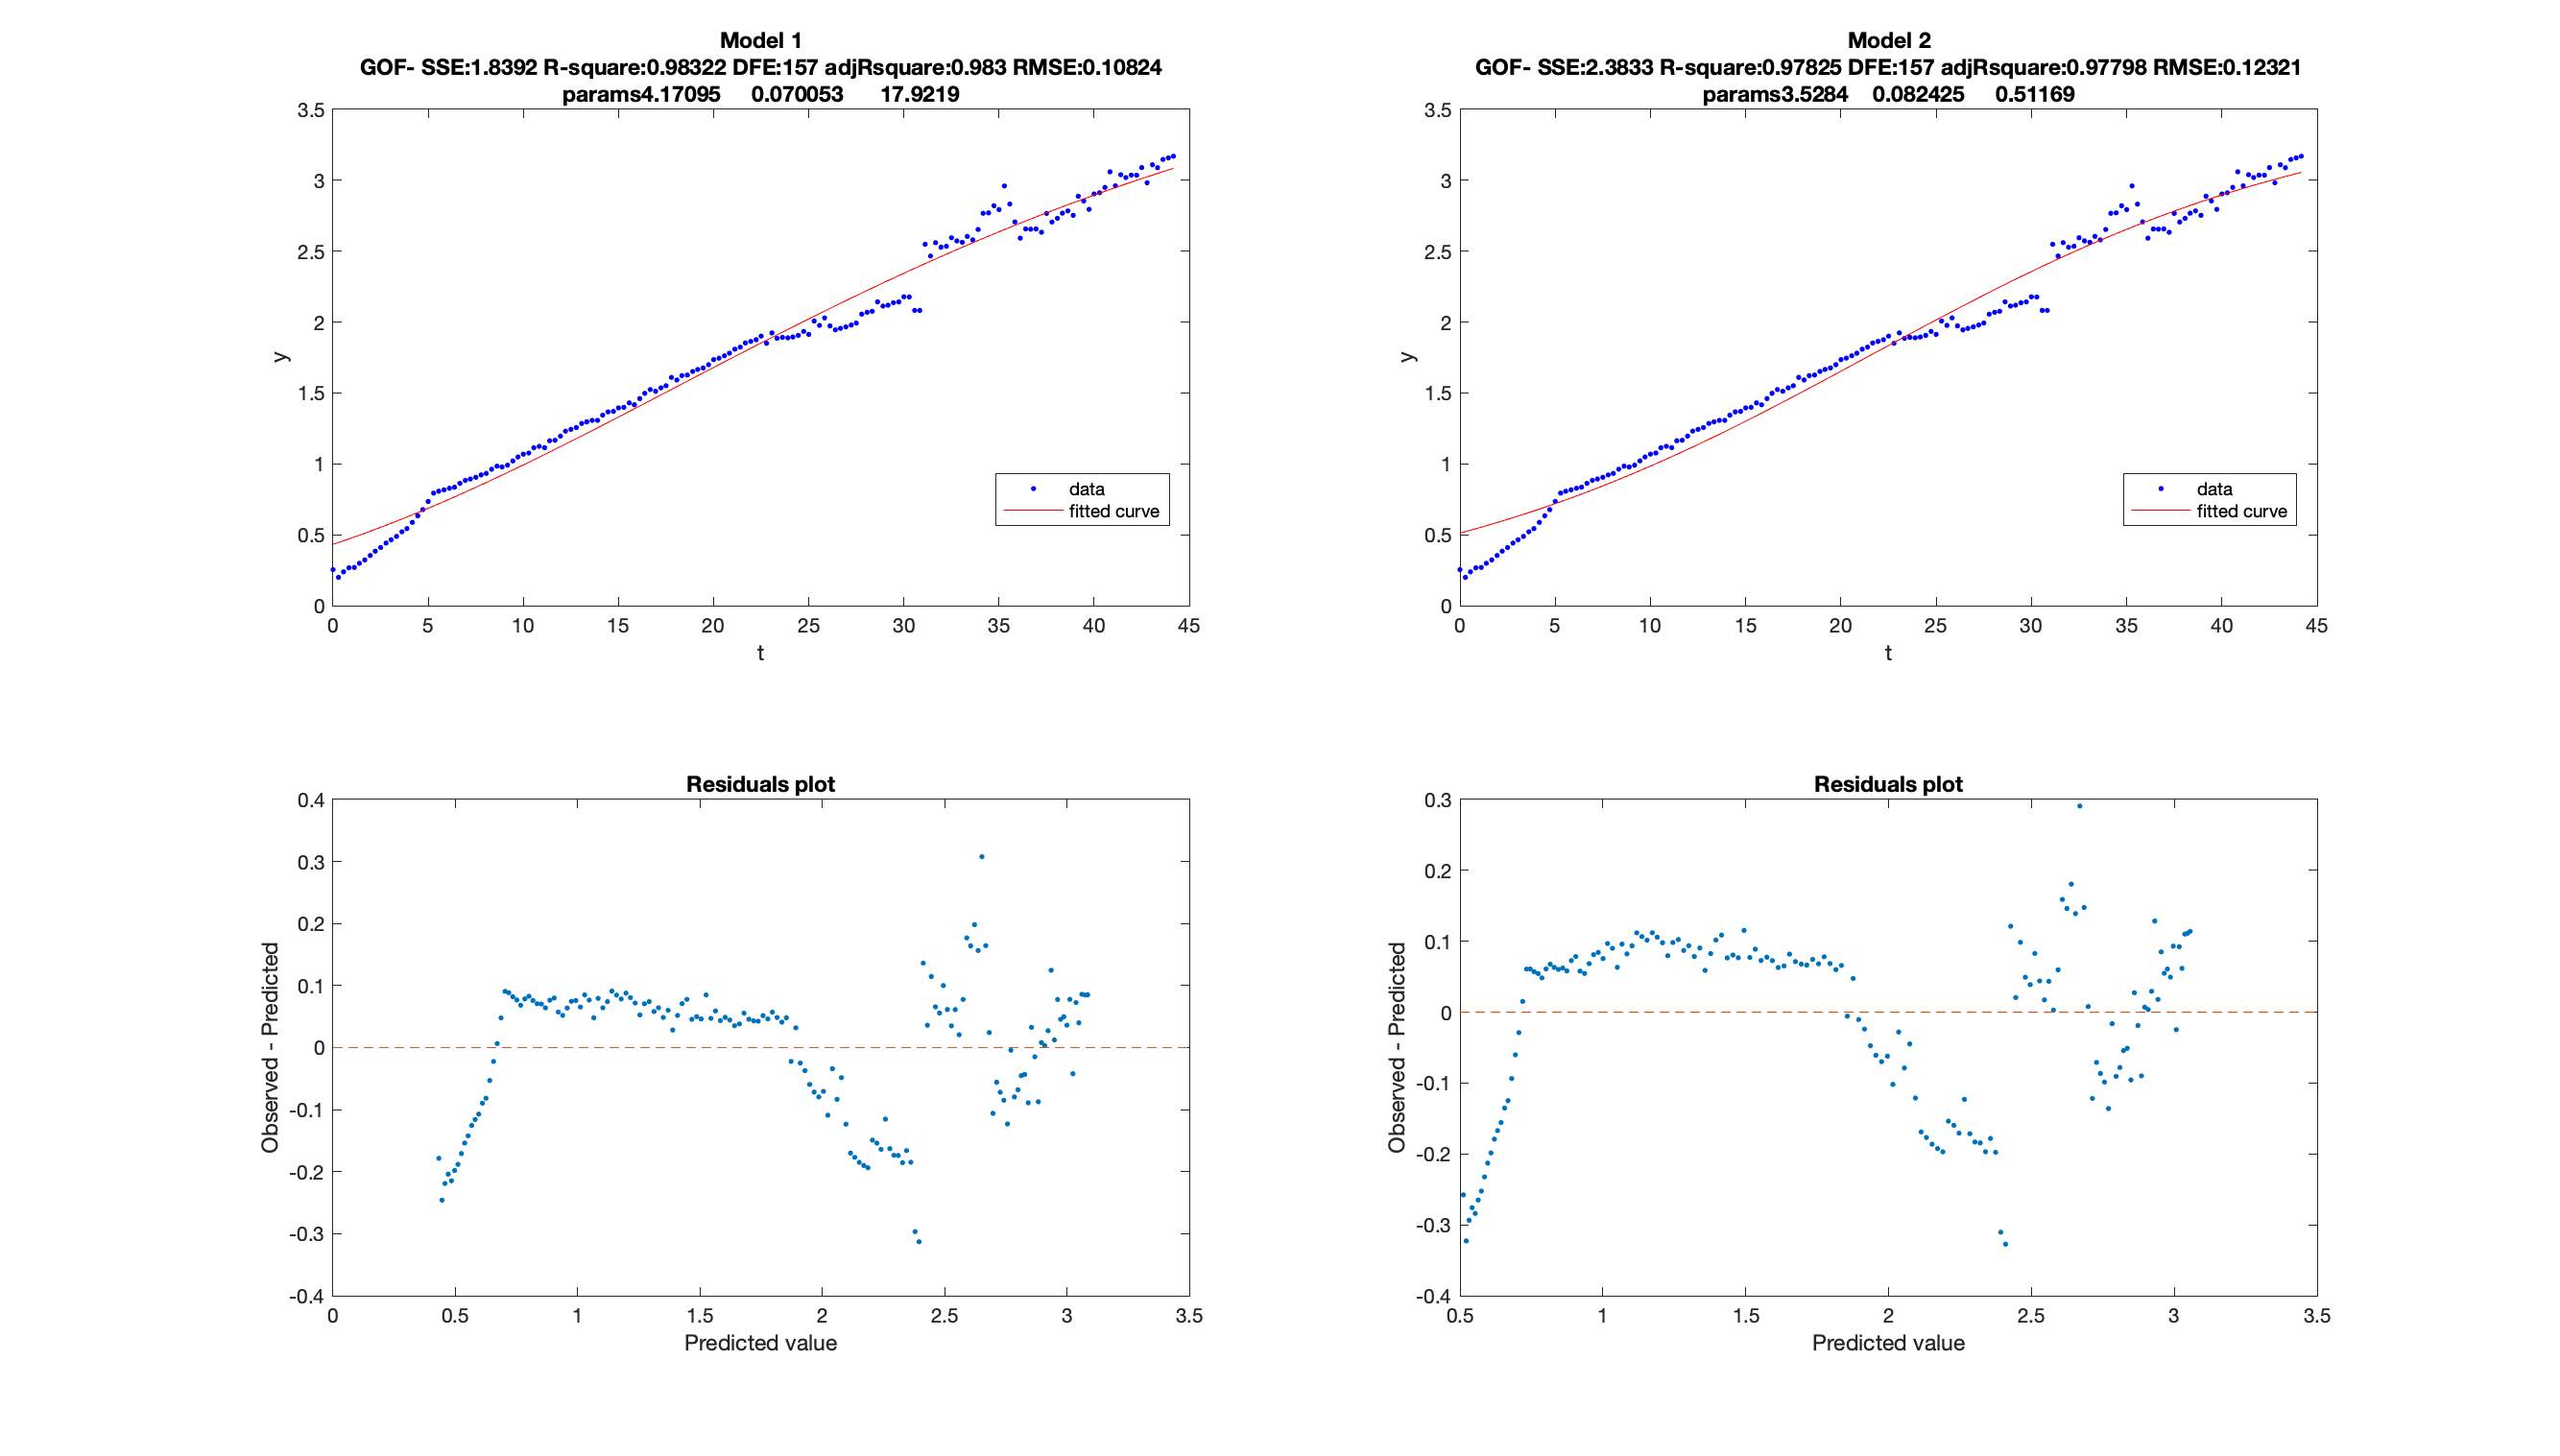 Model 1
GOF- SSE:1.8392 R-square:0.98322 DFE:157 adjRsquare:0.983 RMSE:0.10824
params4.17095 0.070053 17.9219
3.5
3
2.5
2
1.5
1
0.5
0
y
0 5 10 15 20 25 30 35 40 45
t
data
fitted curve
Model 2
GOF- SSE:2.3833 R-square:0.97825 DFE:157 adjRsquare:0.97798 RMSE:0.12321
params3.5284 0.082425 0.51169
3.5
3
2.5
2
1.5
1
0.5
0
y
0 5 10 15 20 25 30 35 40 45
t
data
fitted curve
Residuals plot
0.4
0.3
0.2
0.1
0
-0.1
-0.2
-0.3
-0.4
Observed - Predicted
0 0.5 1 1.5 2 2.5 3 3.5
Predicted value
Residuals plot
0.3
0.2
0.1
0
-0.1
-0.2
-0.3
-0.4
Observed - Predicted
0.5 1 1.5 2 2.5 3 3.5
Predicted value